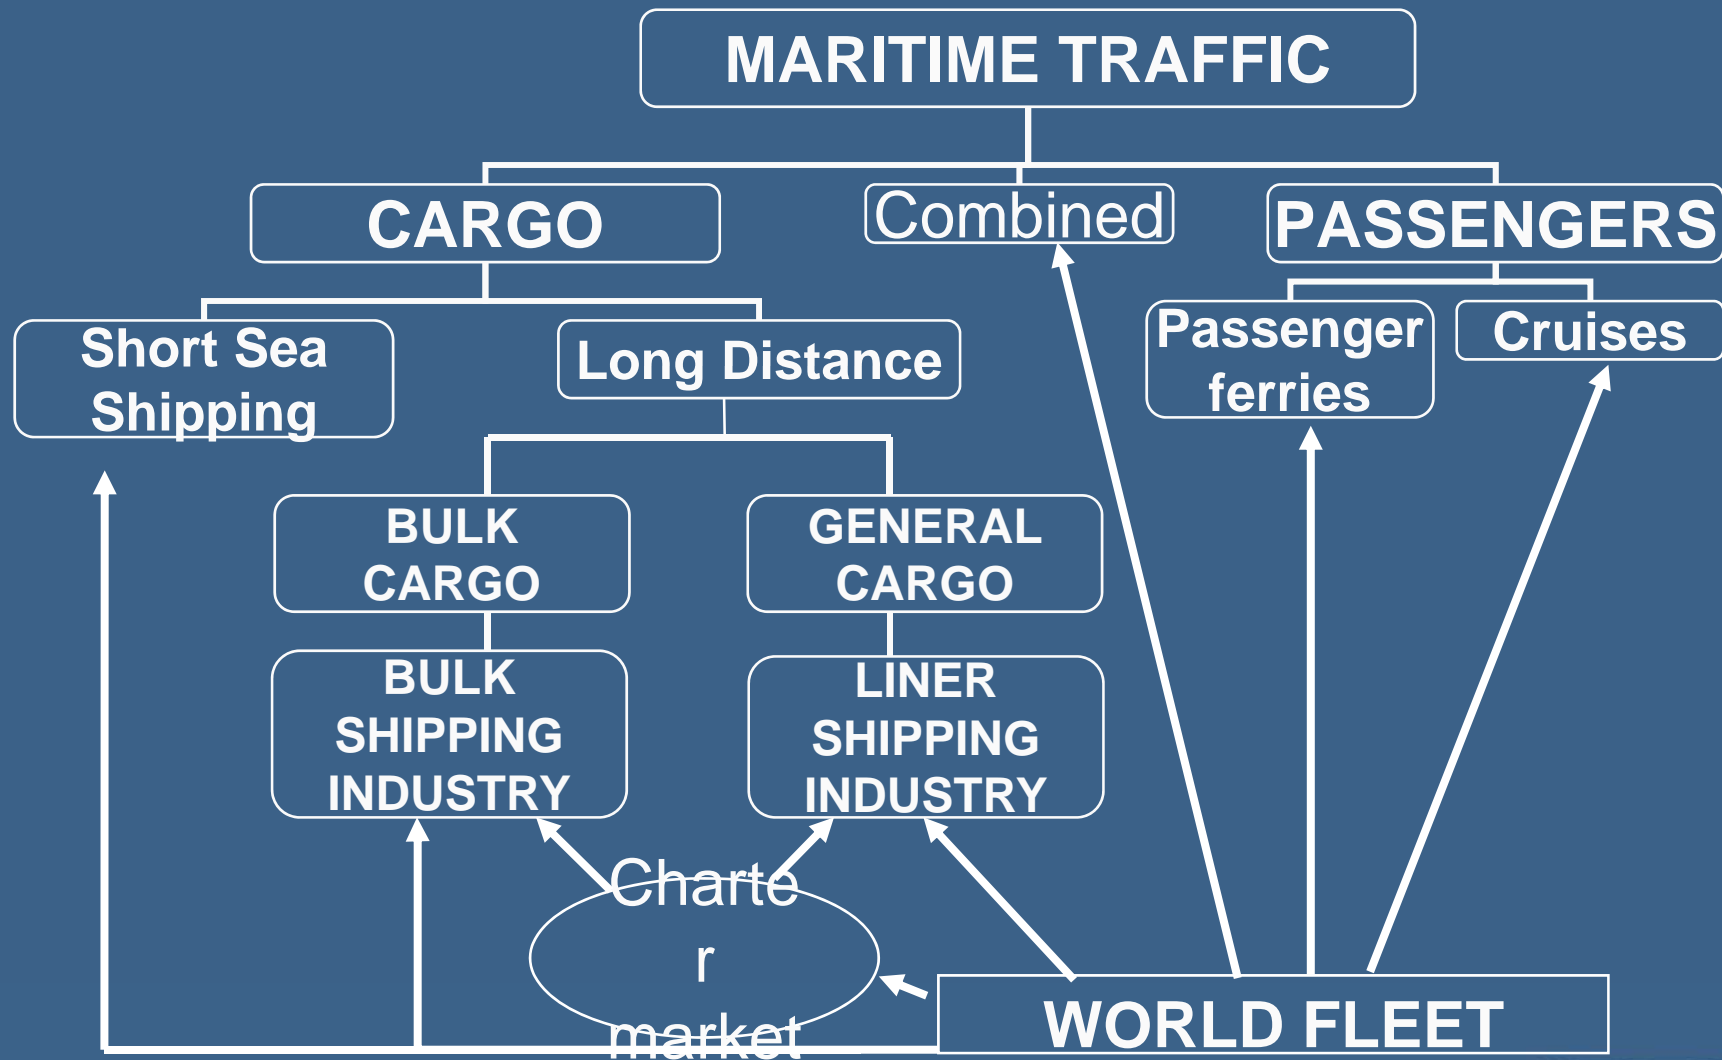 MARITIME TRAFFIC
CARGO
Combined
PASSENGERS
Short Sea
Shipping
Long Distance
Passenger
ferries
Cruises
BULK
CARGO
GENERAL
CARGO
BULK
SHIPPING
INDUSTRY
LINER
SHIPPING
INDUSTRY
Charte
r
market
WORLD FLEET